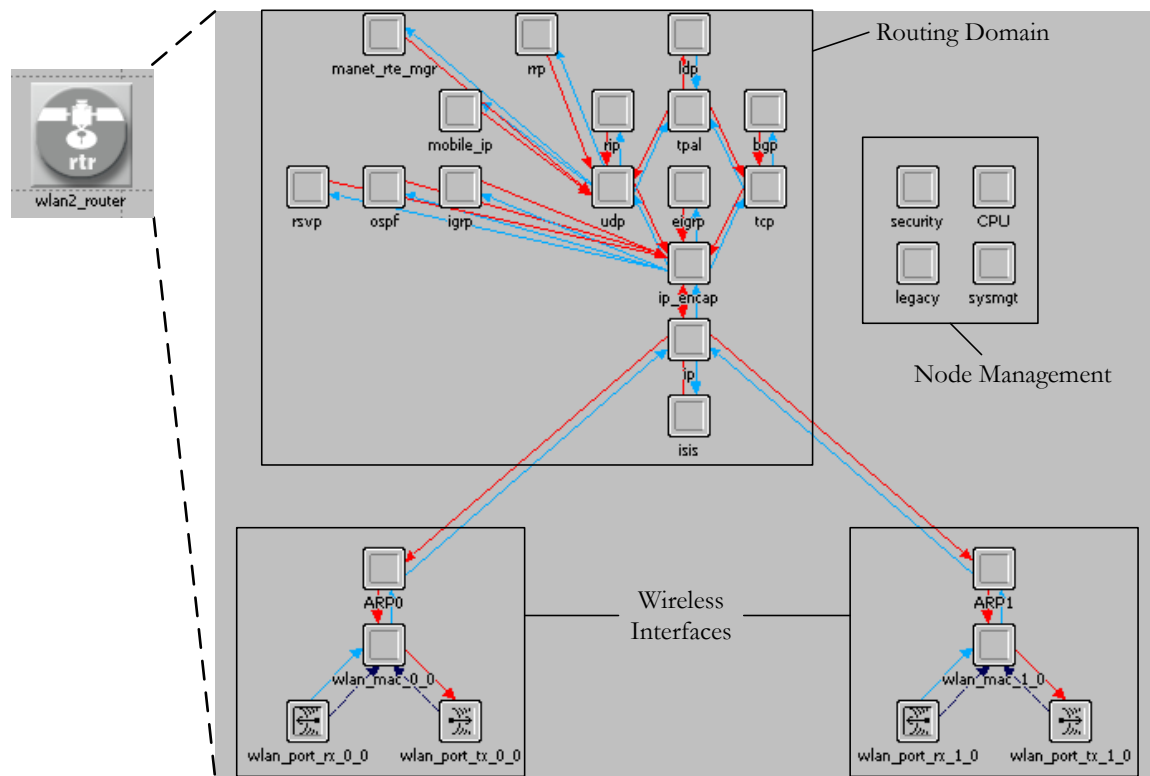 Routing Domain
manet_rte_mgr
rrp
ldp
mobile_ip
rip
tpal
bgp
rtr
wlan2_router
rsvp
ospf
igrp
udp
eigrp
tcp
security
CPU
ip_encap
legacy
sysmgt
ip
Node Management
isis
ARP0
Wireless
Interfaces
ARP1
wlan_mac_0_0
wlan_mac_1_0
wlan_port_rx_0_0
wlan_port_tx_0_0
wlan_port_rx_1_0
wlan_port_tx_1_0